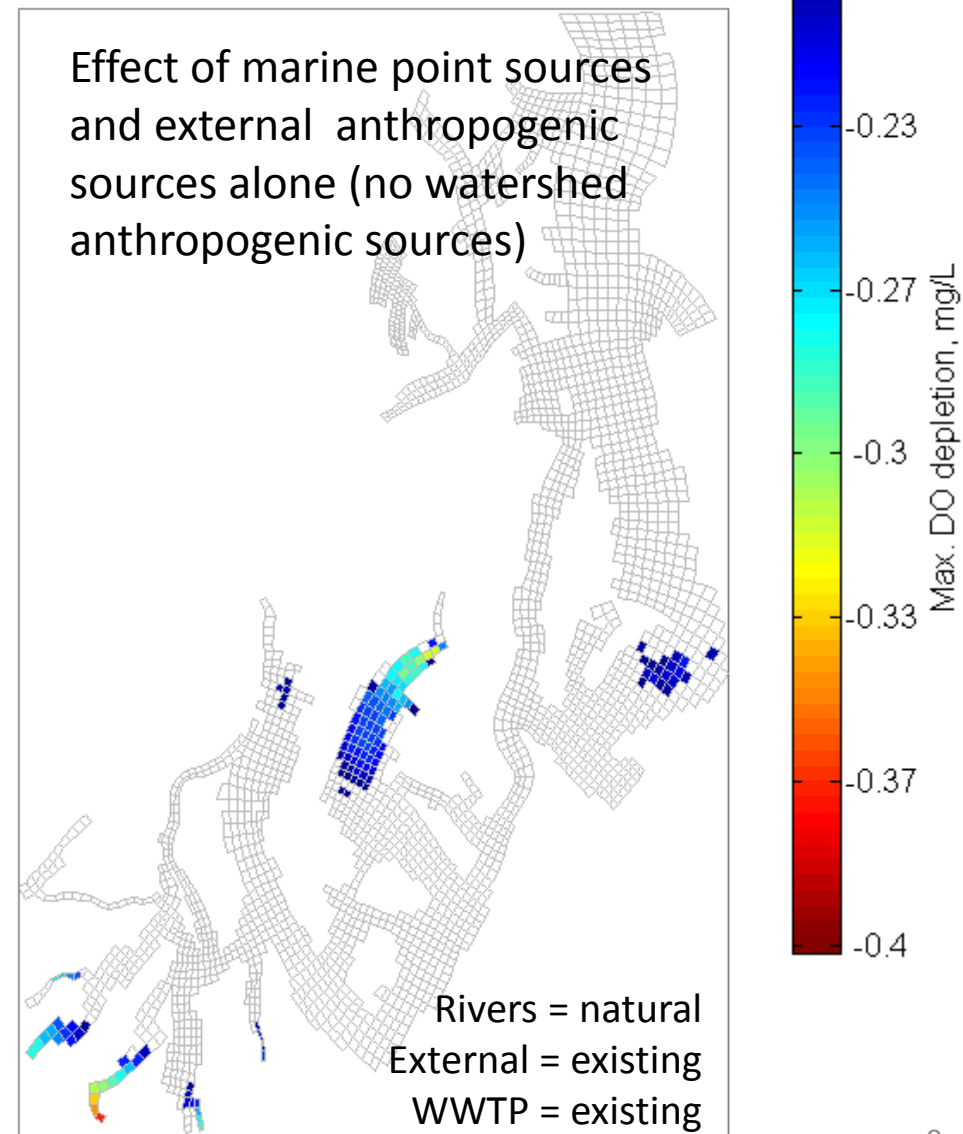 Effect of marine point sources
and external anthropogenic
sources alone (no watershed
anthropogenic sources)
-0.23
-0.27
-0.3
-0.33
-0.37
-0.4
Max. DO depletion, mg/L
Rivers = natural
External = existing
WWTP = existing